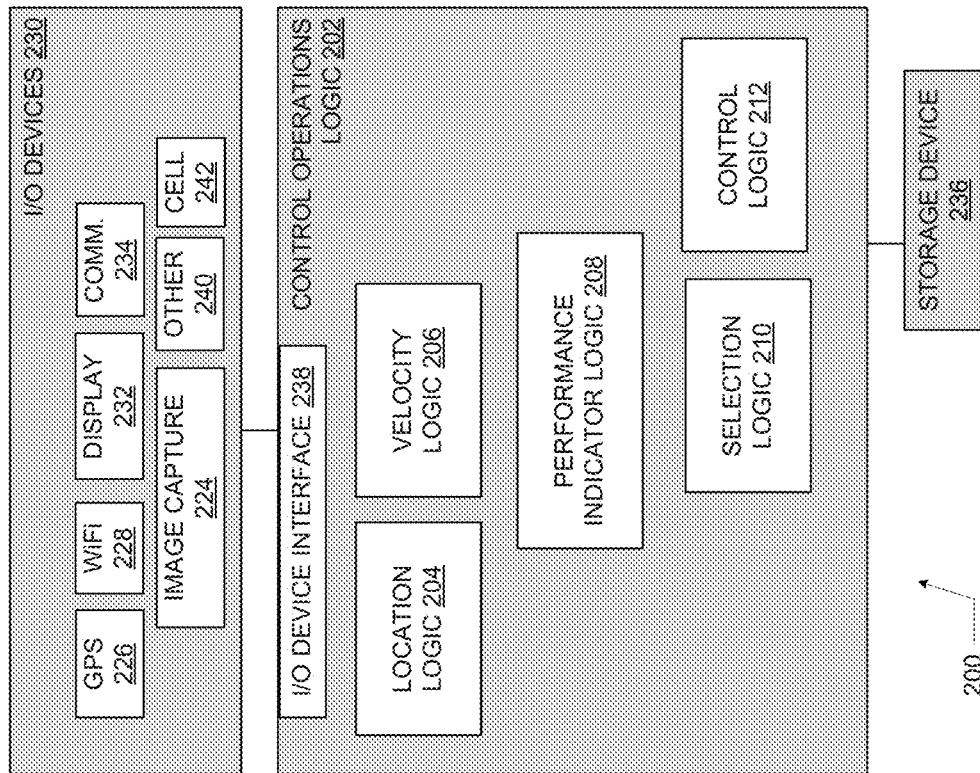 I/O DEVICES 230
GPS
226
WiFi
228
DISPLAY
232
COMM.
234
IMAGE CAPTURE
224
OTHER
240
CELL
242
I/O DEVICE INTERFACE 238
CONTROL OPERATIONS
LOGIC 202
LOCATION
LOGIC 204
VELOCITY
LOGIC 206
PERFORMANCE
INDICATOR LOGIC 208
SELECTION
LOGIC 210
CONTROL
LOGIC 212
STORAGE DEVICE
236
200